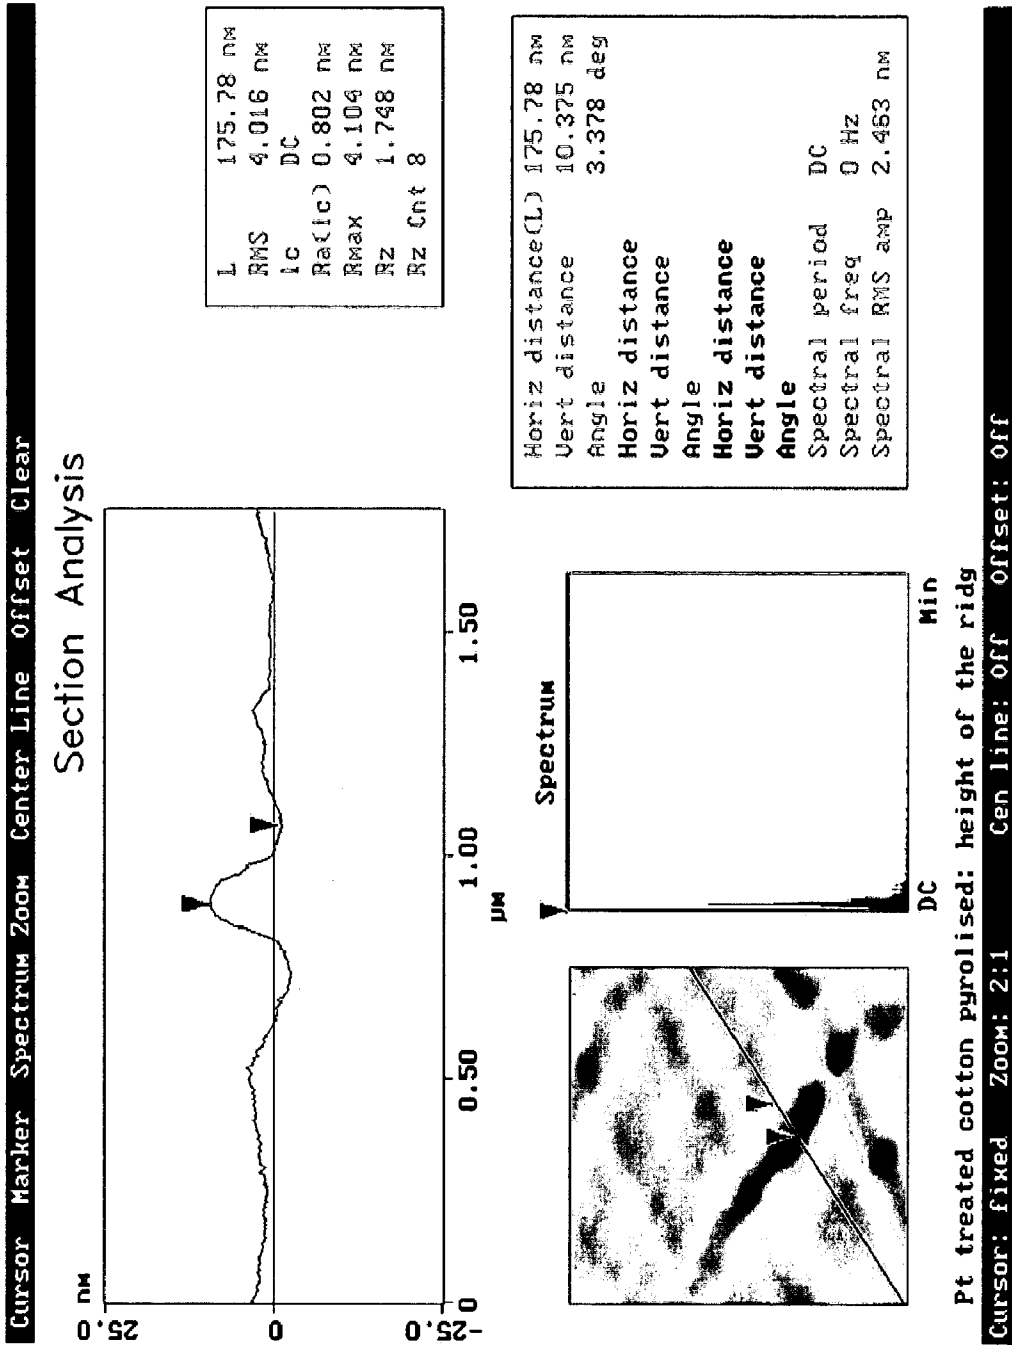 Cursor Marker Spectrum Zoom Center Line Offset Clear
Section Analysis
nm
25.0
0
-25.0
0
0.50
1.00
1.50
µm
L 175.78 nm
RMS 4.016 nm
lc DC
Ra(lc) 0.802 nm
Rmax 4.104 nm
Rz 1.748 nm
Rz Cnt 8
Spectrum
DC
Min
Horiz distance(L) 175.78 nm
Vert distance 10.375 nm
Angle 3.378 deg
Horiz distance
Vert distance
Angle
Horiz distance
Vert distance
Angle
Spectral period DC
Spectral freq 0 Hz
Spectral RMS amp 2.463 nm
Pt treated cotton pyrolised: height of the ridg
Cursor: fixed Zoom: 2:1 Cen line: Off Offset: Off